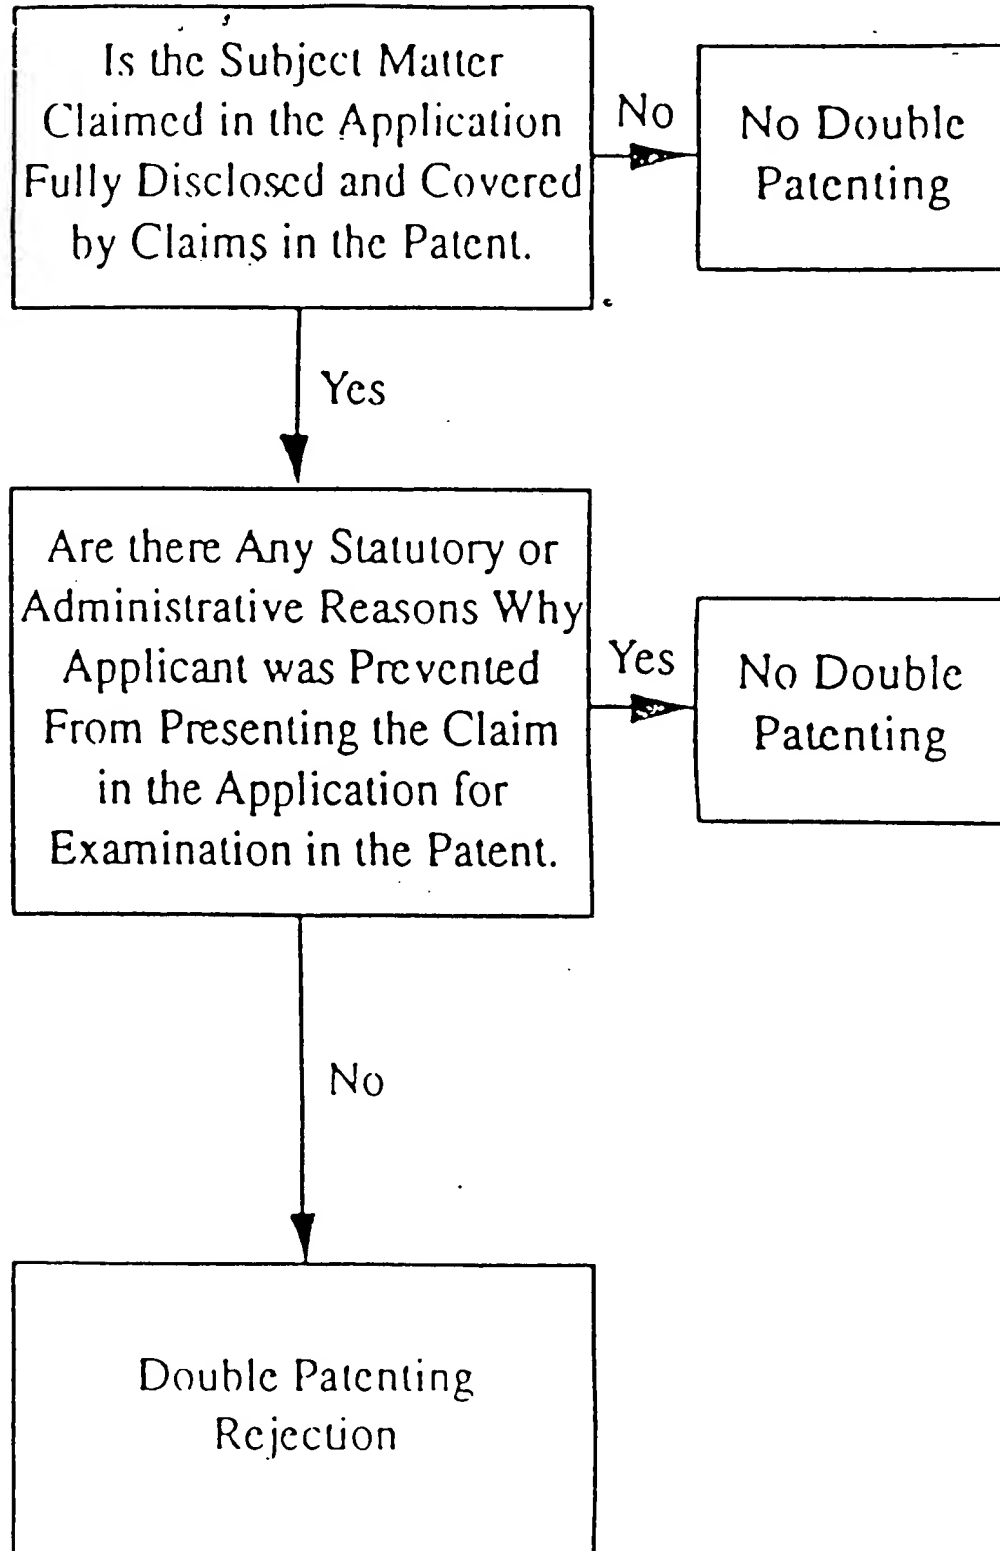 Is the Subject Matter
Claimed in the Application
Fully Disclosed and Covered
by Claims in the Patent.
No
No Double
Patenting
Yes
Are there Any Statutory or
Administrative Reasons Why
Applicant was Prevented
From Presenting the Claim
in the Application for
Examination in the Patent.
Yes
No Double
Patenting
No
Double Patenting
Rejection